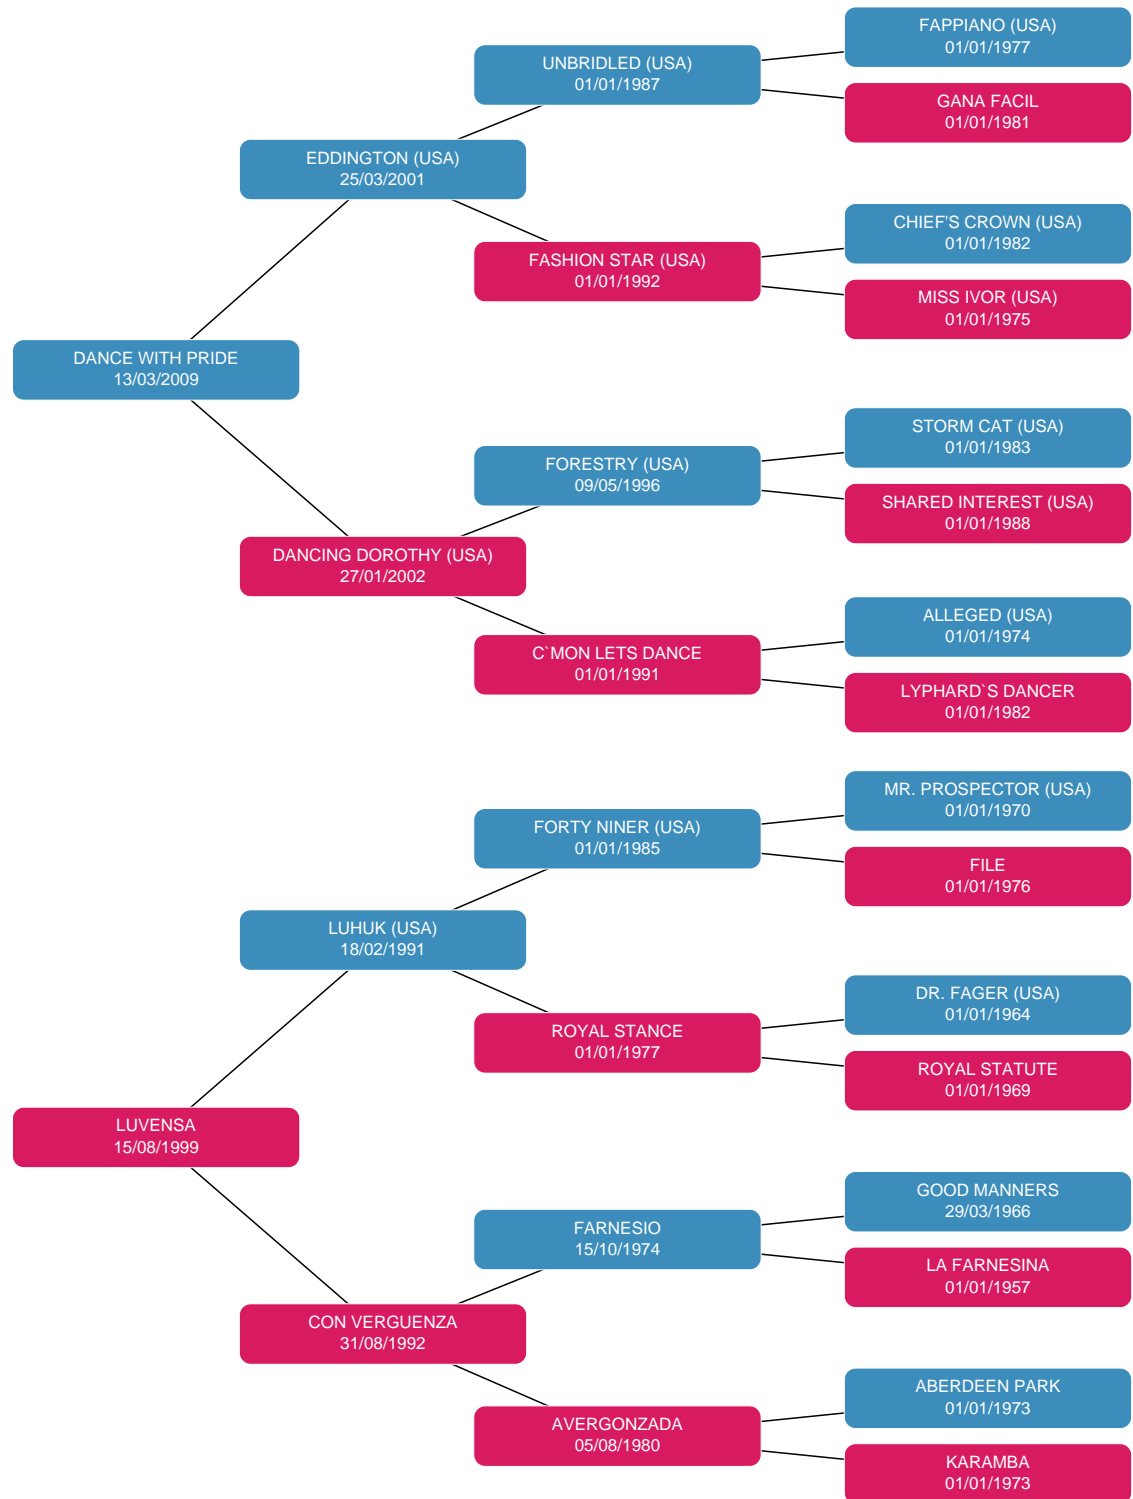 FAPPIANO (USA)
01/01/1977
UNBRIDLED (USA)
01/01/1987
GANA FACIL
01/01/1981
EDDINGTON (USA)
25/03/2001
CHIEF'S CROWN (USA)
01/01/1982
FASHION STAR (USA)
01/01/1992
MISS IVOR (USA)
01/01/1975
DANCE WITH PRIDE
13/03/2009
STORM CAT (USA)
01/01/1983
FORESTRY (USA)
09/05/1996
SHARED INTEREST (USA)
01/01/1988
DANCING DOROTHY (USA)
27/01/2002
ALLEGED (USA)
01/01/1974
C`MON LETS DANCE
01/01/1991
LYPHARD`S DANCER
01/01/1982
MR. PROSPECTOR (USA)
01/01/1970
FORTY NINER (USA)
01/01/1985
FILE
01/01/1976
LUHUK (USA)
18/02/1991
DR. FAGER (USA)
01/01/1964
ROYAL STANCE
01/01/1977
ROYAL STATUTE
01/01/1969
LUVENSA
15/08/1999
GOOD MANNERS
29/03/1966
FARNESIO
15/10/1974
LA FARNESINA
01/01/1957
CON VERGUENZA
31/08/1992
ABERDEEN PARK
01/01/1973
AVERGONZADA
05/08/1980
KARAMBA
01/01/1973